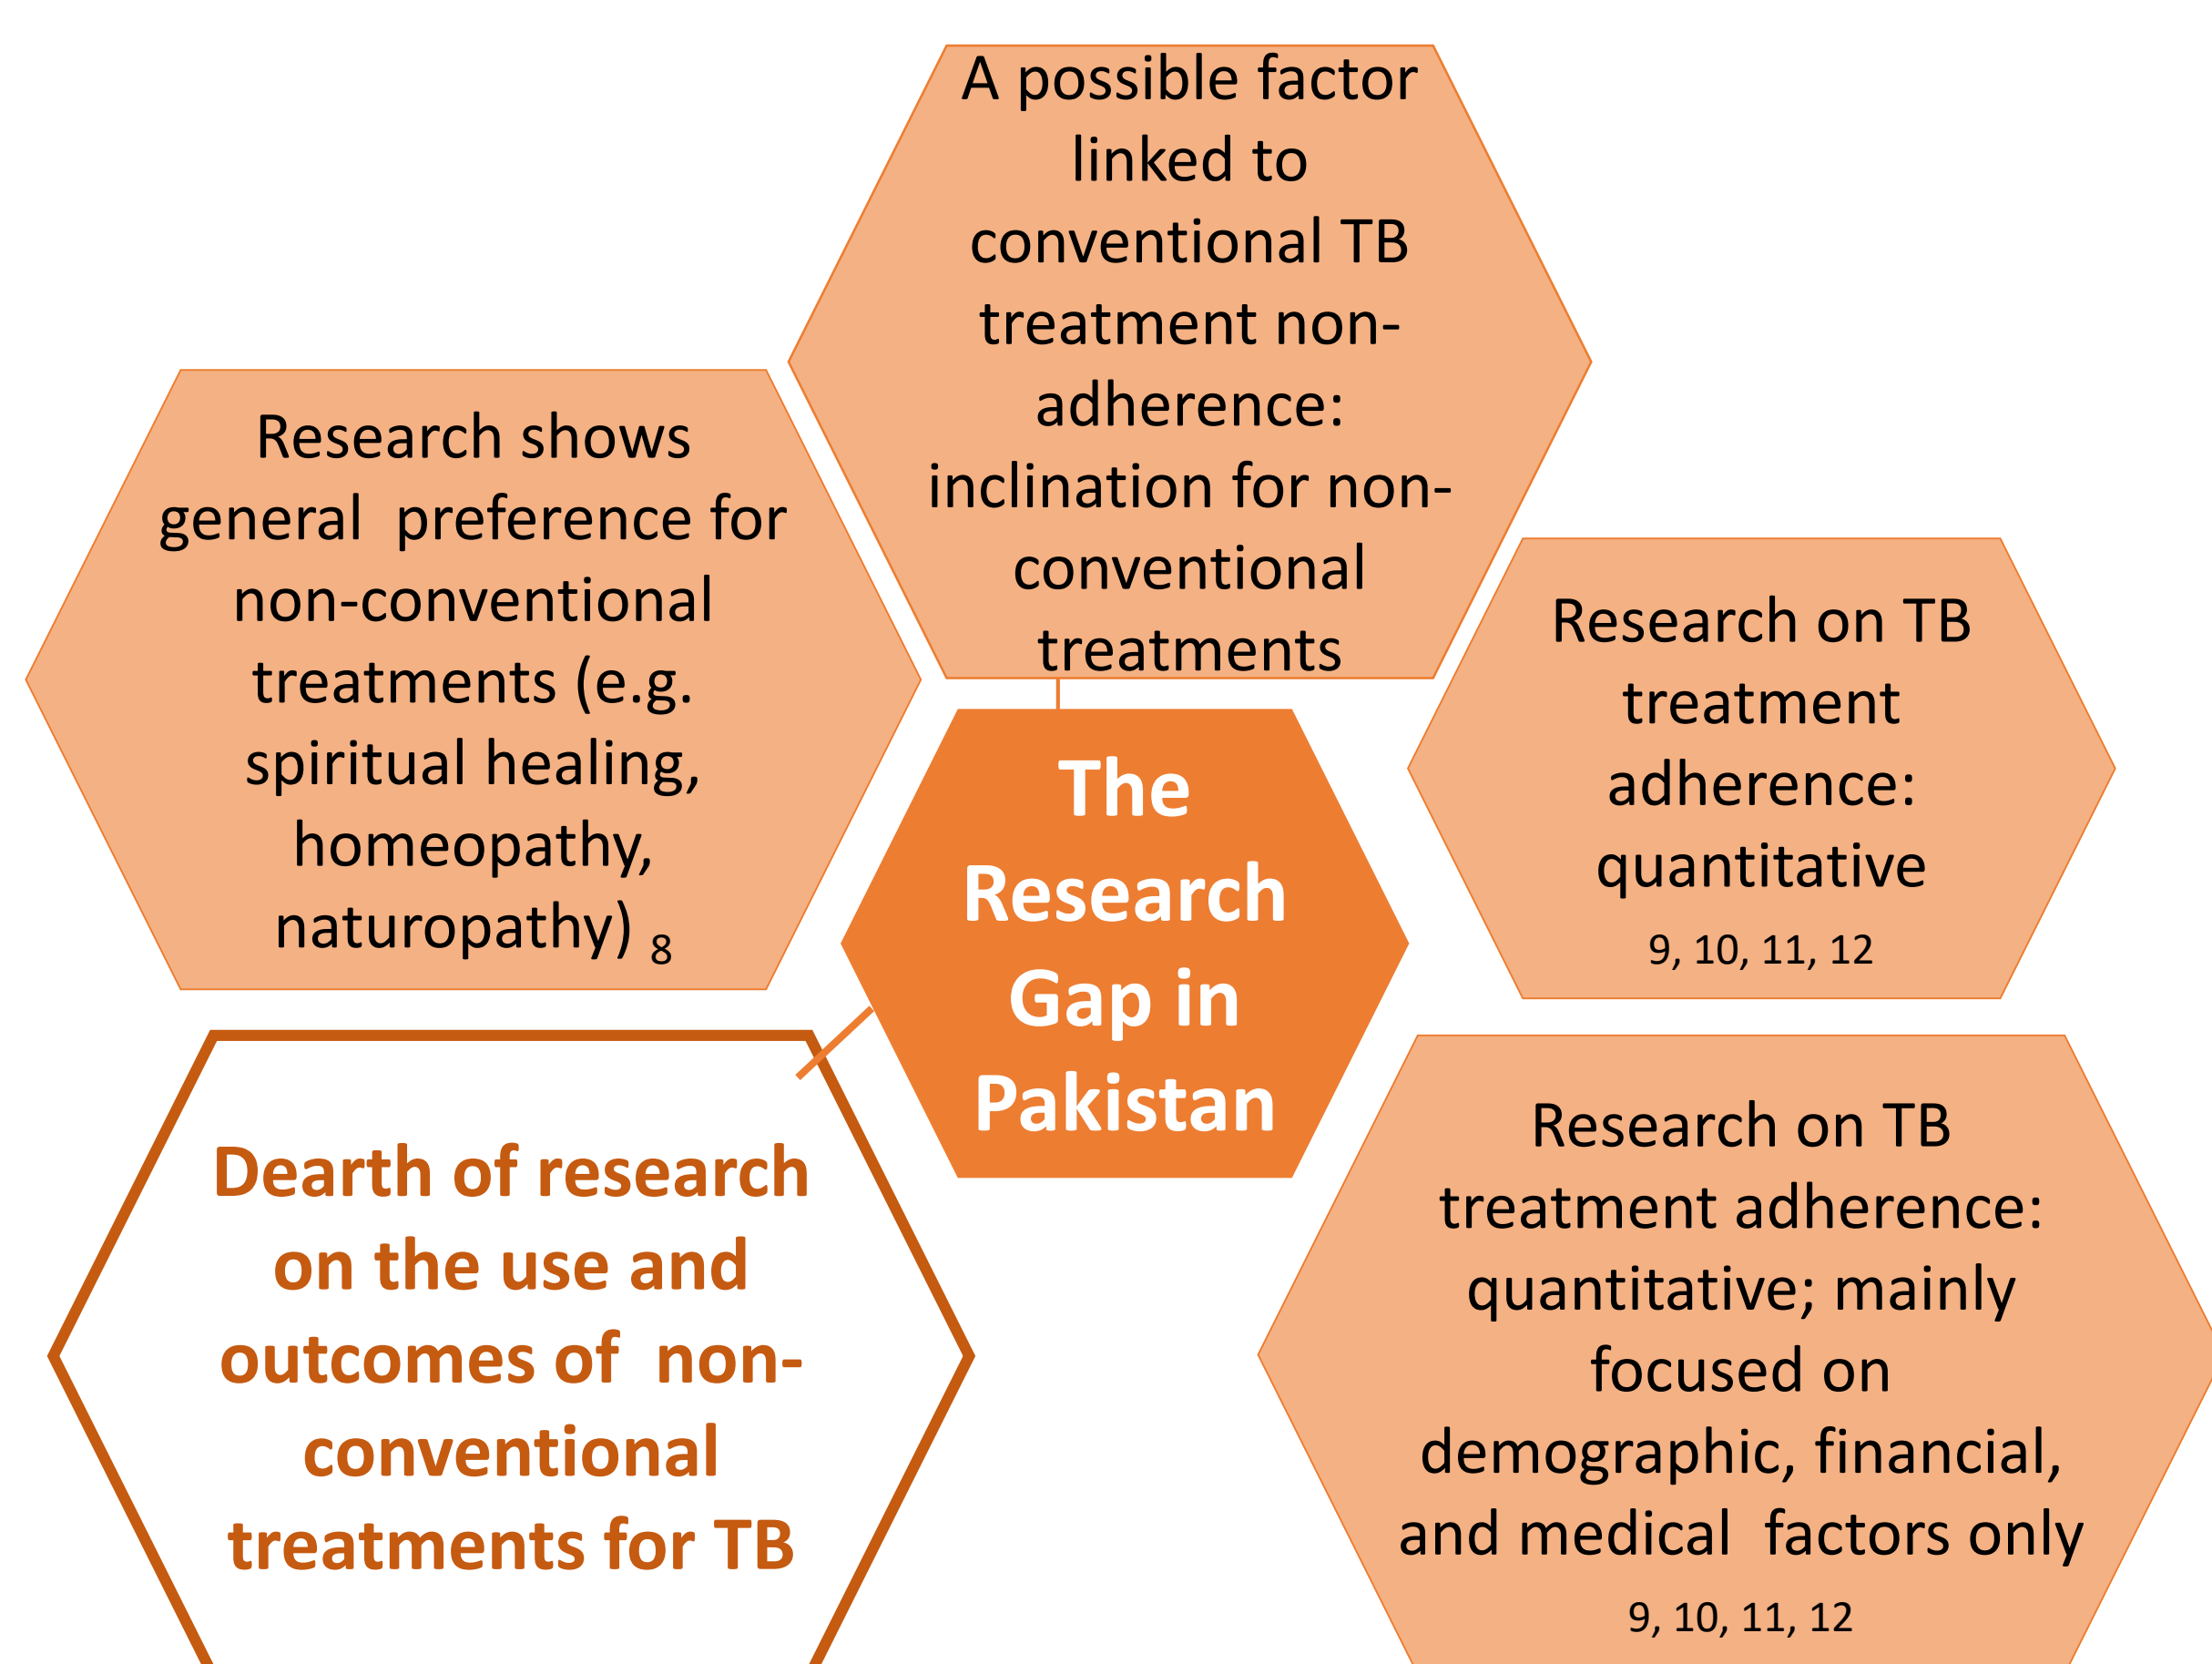 A possible factor
linked to
conventional TB
treatment non-
adherence:
inclination for non-
conventional
treatments
Research shows
general  preference for
non-conventional
treatments (e.g.
spiritual healing,
homeopathy,
naturopathy) 8
Research on TB
treatment
adherence:
quantitative
9, 10, 11, 12
The
Research
Gap in
Pakistan
Dearth of research
on the use and
outcomes of  non-
conventional
treatments for TB
Research on TB
treatment adherence:
quantitative; mainly
focused on
demographic, financial,
and medical  factors only
9, 10, 11, 12